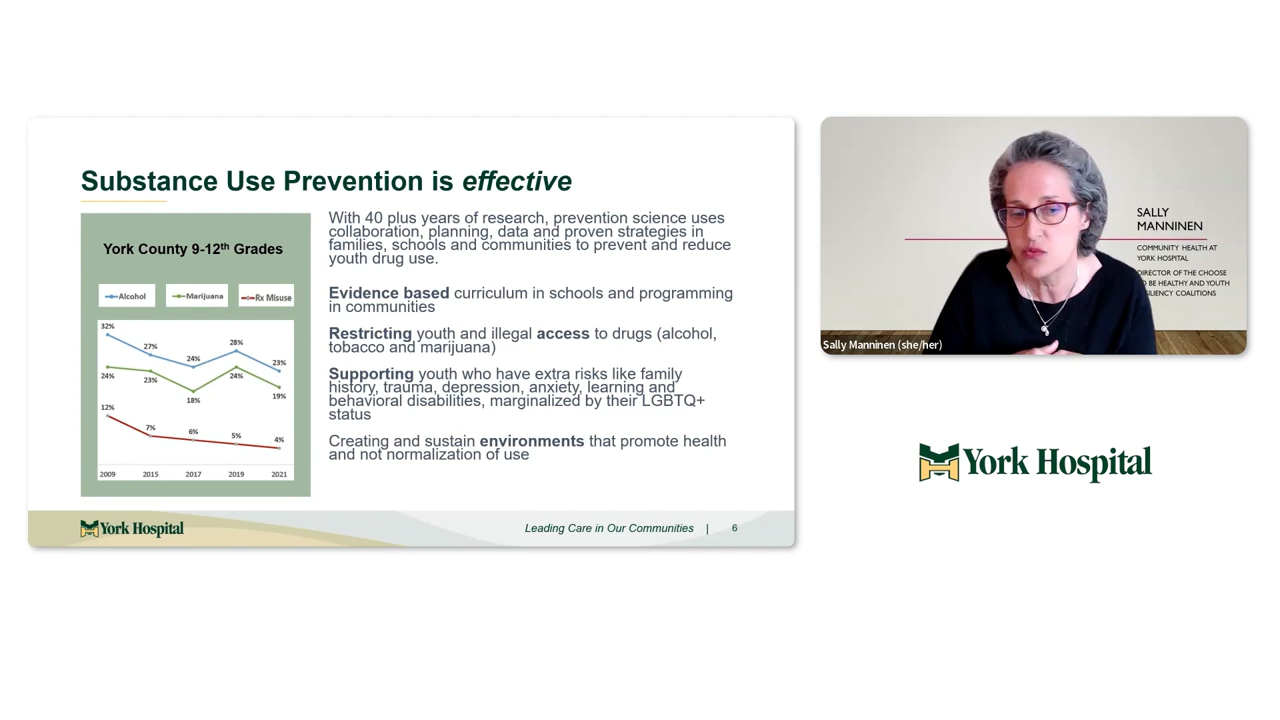 Substance Use Prevention is effective
York County 9-12th Grades
Alcohol
Marijuana
Rx Misuse
32%
27%
24%
28%
23%
24%
23%
18%
24%
19%
12%
7%
6%
5%
4%
2009 2015 2017 2019 2021
With 40 plus years of research, prevention science uses
collaboration, planning, data and proven strategies in
families, schools and communities to prevent and reduce
youth drug use.
Evidence based curriculum in schools and programming
in communities
Restricting youth and illegal access to drugs (alcohol,
tobacco and marijuana)
Supporting youth who have extra risks like family
history, trauma, depression, anxiety, learning and
behavioral disabilities, marginalized by their LGBTQ+
status
Creating and sustain environments that promote health
and not normalization of use
York Hospital
Leading Care in Our Communities | 6
SALLY
MANNINEN
COMMUNITY HEALTH AT
YORK HOSPITAL
DIRECTOR OF THE CHOOSE
BE HEALTHY AND YOUTH
COALITIONS
Sally Manninen (she/her)
York Hospital